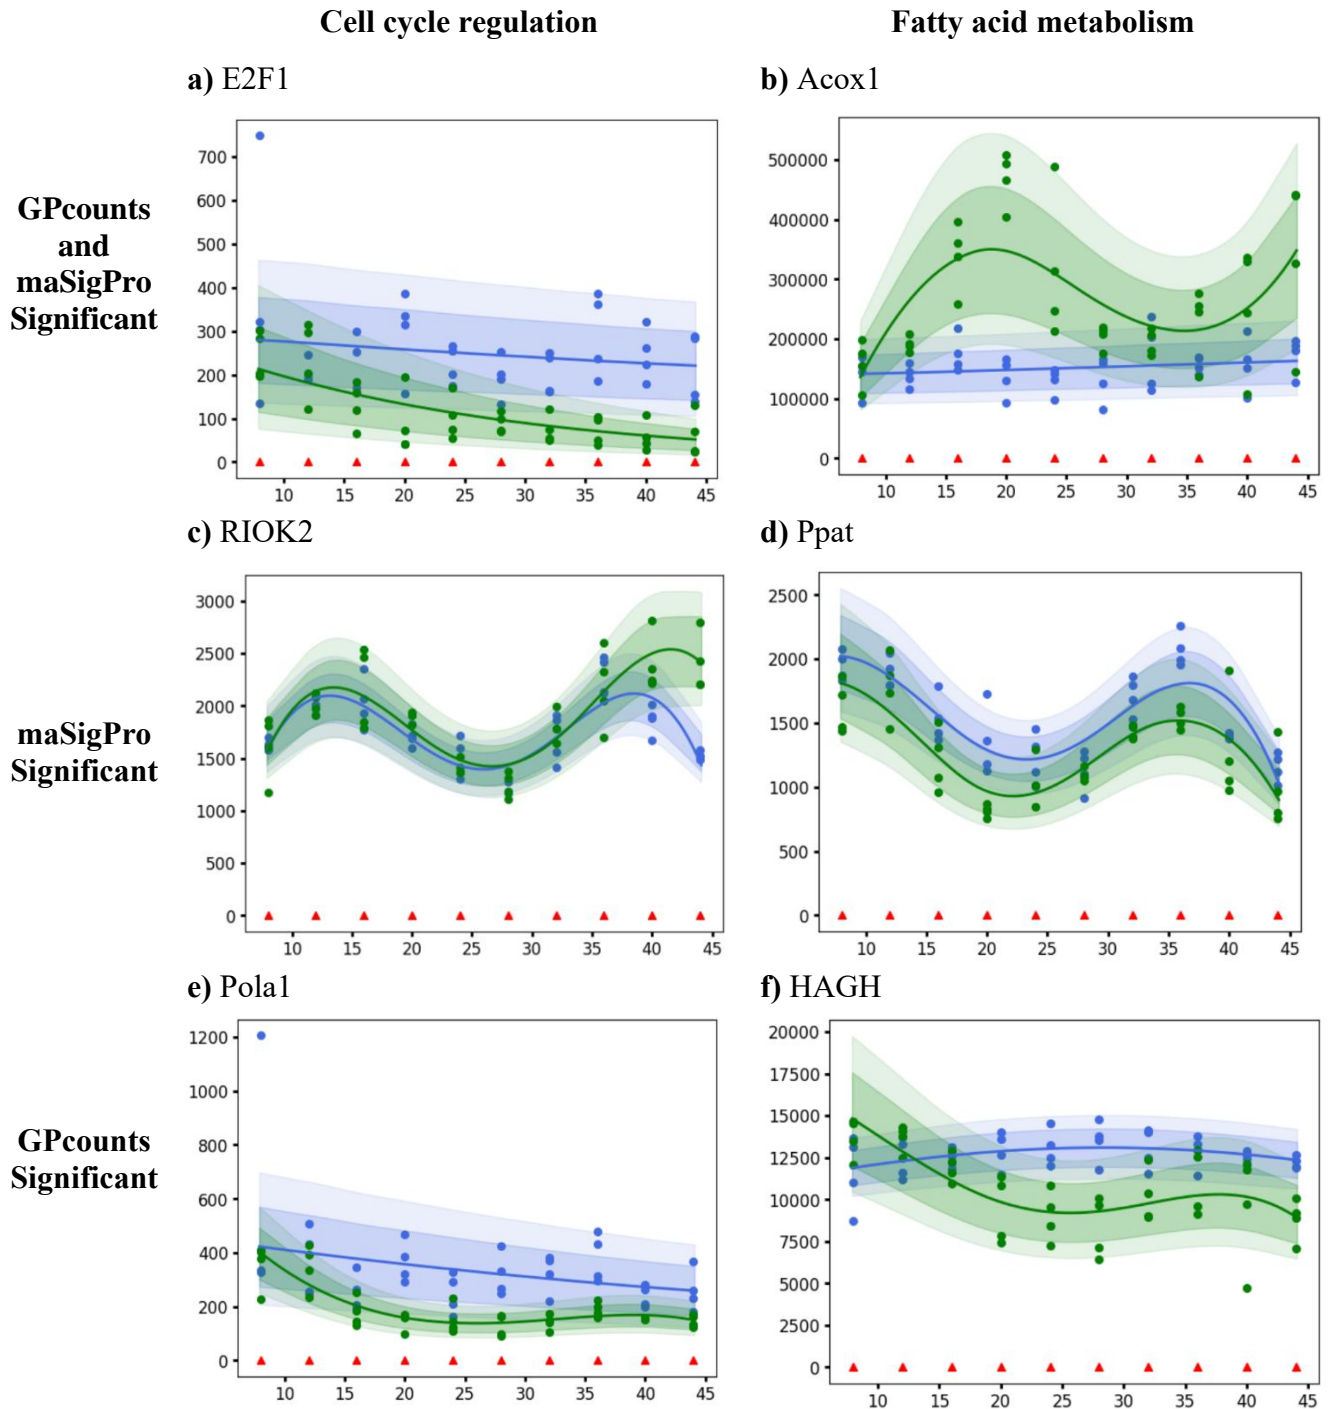 Cell cycle regulation
Fatty acid metabolism
a) E2F1
b) Acox1
GPcounts
and
maSigPro
Significant
700
600
500
400
300
200
100
0
10 15 20 25 30 35 40 45
500000
400000
300000
200000
100000
0
10 15 20 25 30 35 40 45
c) RIOK2
d) Ppat
maSigPro
Significant
3000
2500
2000
1500
1000
500
0
10 15 20 25 30 35 40 45
2500
2000
1500
1000
500
0
10 15 20 25 30 35 40 45
e) Pola1
f) HAGH
GPcounts
Significant
1200
1000
800
600
400
200
0
10 15 20 25 30 35 40 45
20000
17500
15000
12500
10000
7500
5000
2500
0
10 15 20 25 30 35 40 45